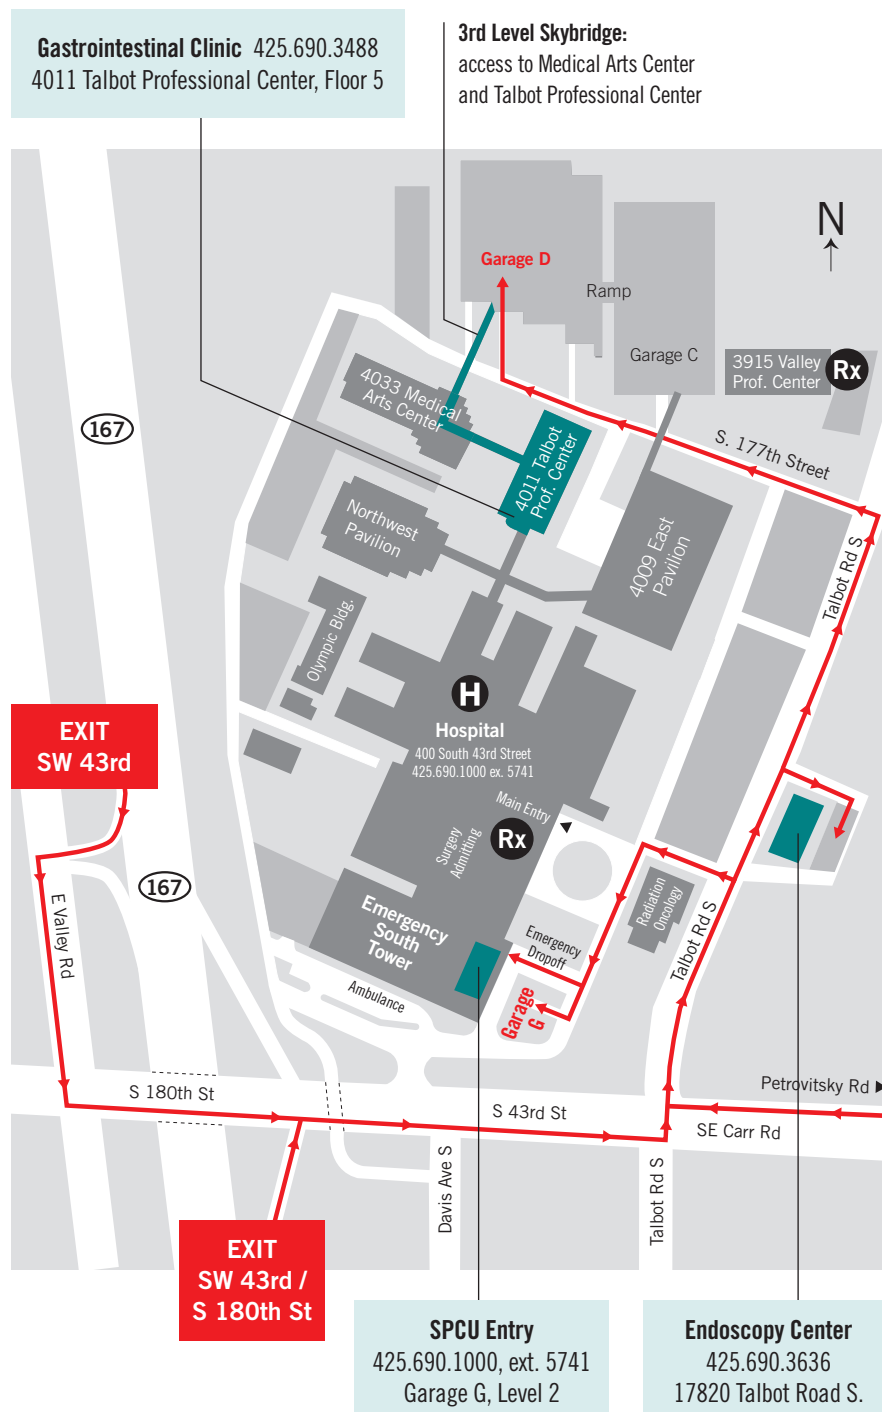 Gastrointestinal Clinic 425.690.3488
4011 Talbot Professional Center, Floor 5
3rd Level Skybridge:
access to Medical Arts Center
and Talbot Professional Center
N
Garage D
Ramp
Garage C
3915 Valley
Prof. Center
Rx
4033 Medical
Arts Center
167
S. 177th Street
4011 Talbot
Prof. Center
Northwest
Pavilion
4009 East
Pavilion
Talbot Rd S
Olympic Bldg.
H
Hospital
400 South 43rd Street
425.690.1000 ex. 5741
EXIT
SW 43rd
Main Entry
Rx
Surgery
Admitting
167
E Valley Rd
Radiation
Oncology
Talbot Rd S
Emergency
South
Tower
Emergency
Dropoff
Ambulance
Garage
G
Petrovitsky Rd
S 180th St
S 43rd St
SE Carr Rd
Davis Ave S
Talbot Rd S
EXIT
SW 43rd /
S 180th St
SPCU Entry
425.690.1000, ext. 5741
Garage G, Level 2
Endoscopy Center
425.690.3636
17820 Talbot Road S.